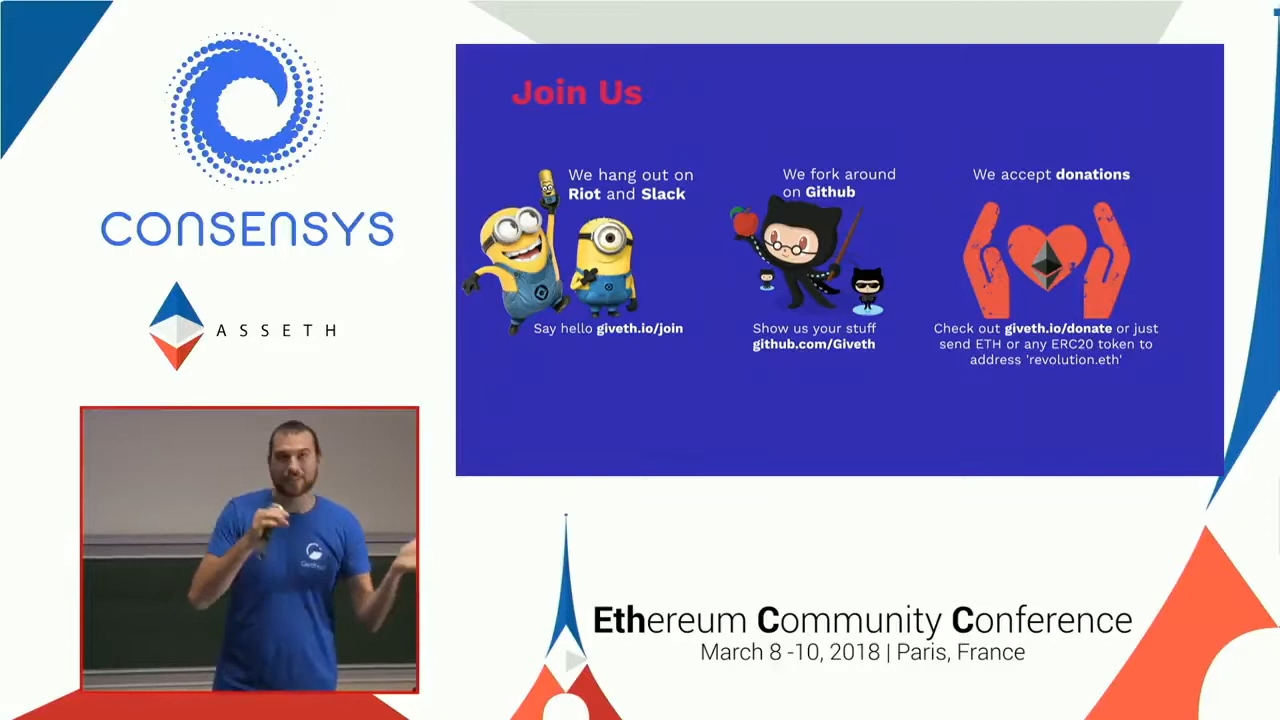 CONSENSYS
ASSETH
Join Us
We hang out on
Riot and Slack
Say hello giveth.io/join
We fork around
on Github
Show us your stuff
github.com/Giveth
We accept donations
Check out giveth.io/donate or just
send ETH or any ERC20 token to
address 'revolution.eth'
Ethereum Community Conference
March 8 -10, 2018 | Paris, France